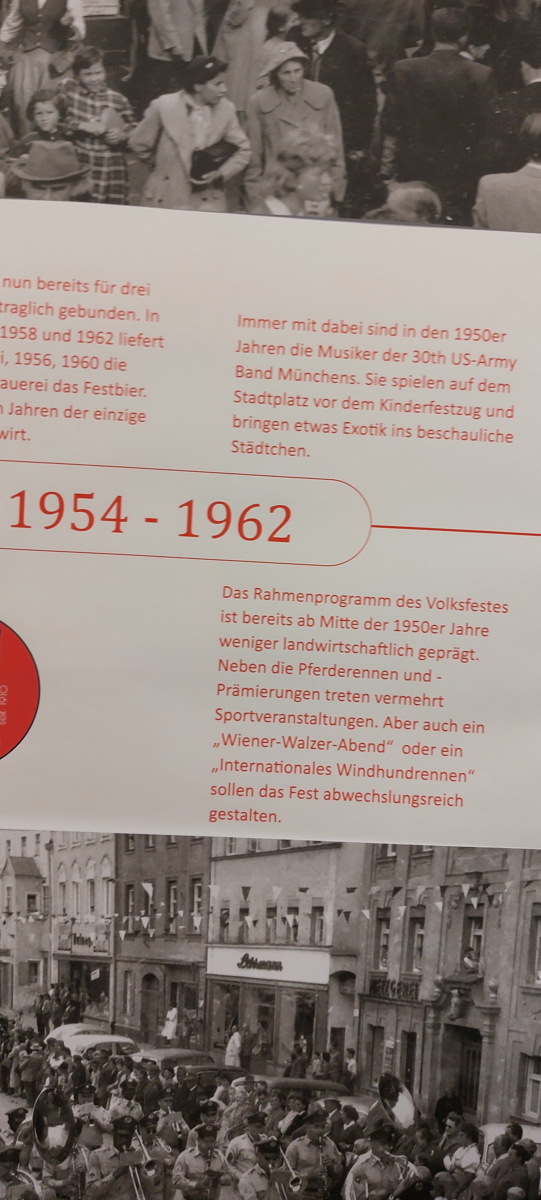 nun bereits für drei
traglich gebunden. In
1958 und 1962 liefert
i, 1956, 1960 die
auerei das Festbier.
n Jahren der einzige
wirt.
Immer mit dabei sind in den 1950er
Jahren die Musiker der 30th US-Army
Band Münchens. Sie spielen auf dem
Stadtplatz vor dem Kinderfestzug und
bringen etwas Exotik ins beschauliche
Städtchen.
1954 - 1962
Das Rahmenprogramm des Volksfestes
ist bereits ab Mitte der 1950er Jahre
weniger landwirtschaftlich geprägt.
Neben die Pferderennen und -
Prämierungen treten vermehrt
Sportveranstaltungen. Aber auch ein
„Wiener-Walzer-Abend“ oder ein
„Internationales Windhundrennen“
sollen das Fest abwechslungsreich
gestalten.
seit 1910